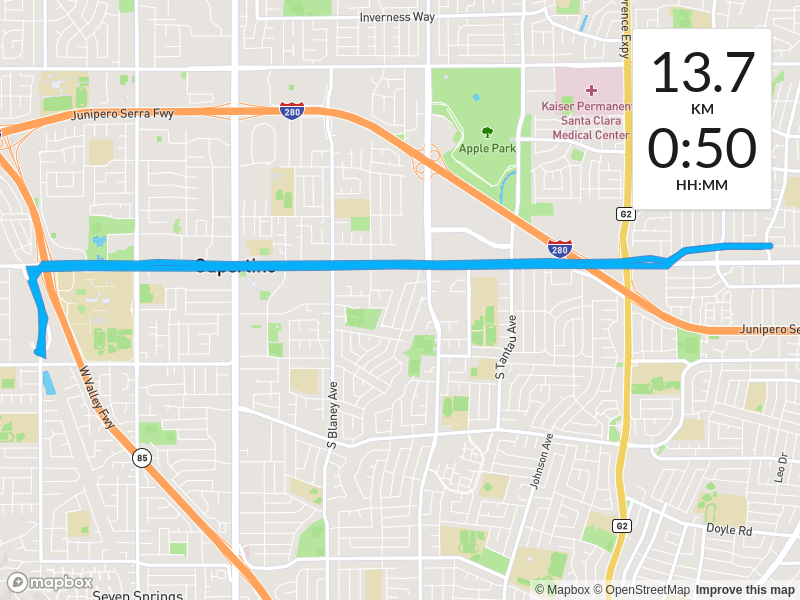 Inverness Way
rence Expy
13.7
KM
0:50
HH:MM
Junipero Serra Fwy
280
Kaiser Permanent
Santa Clara
Medical Center
Apple Park
G2
280
Cupertino
Junipero Se
S Tantau Ave
W Valley Fwy
S Blaney Ave
85
Johnson Ave
Leo Dr
G2
Doyle Rd
mapbox
Seven Springs
© Mapbox © OpenStreetMap Improve this map